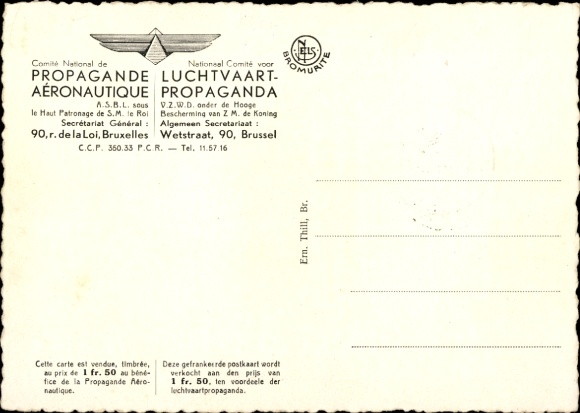 Comité National de
PROPAGANDE
AÉRONAUTIQUE
A.S.B.L. sous
le Haut Patronage de S.M. le Roi
Secrétariat Général :
90, r. de la Loi, Bruxelles
Nationaal Comité voor
LUCHTVAART-
PROPAGANDA
V.Z.W.D. onder de Hooge
Bescherming van Z M. de Koning
Algemeen Secretariaat :
Wetstraat, 90, Brussel
C.C.P. 350.33 P.C.R. — Tel. 11.57.16
NELS
BROMURITE
Ern. Thill, Br.
Cette carte est vendue, timbrée,
au prix de 1 fr. 50 au béné-
fice de la Propagande Aéro-
nautique.
Deze gefrankeerde postkaart wordt
verkocht aan den prijs van
1 fr. 50, ten voordeele der
luchtvaartpropaganda.